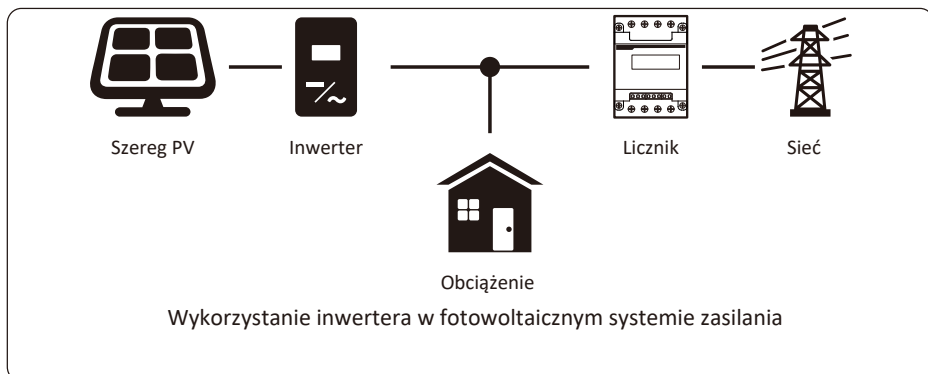 Szereg PV
Inwerter
Licznik
Sieć
Obciążenie
Wykorzystanie inwertera w fotowoltaicznym systemie zasilania